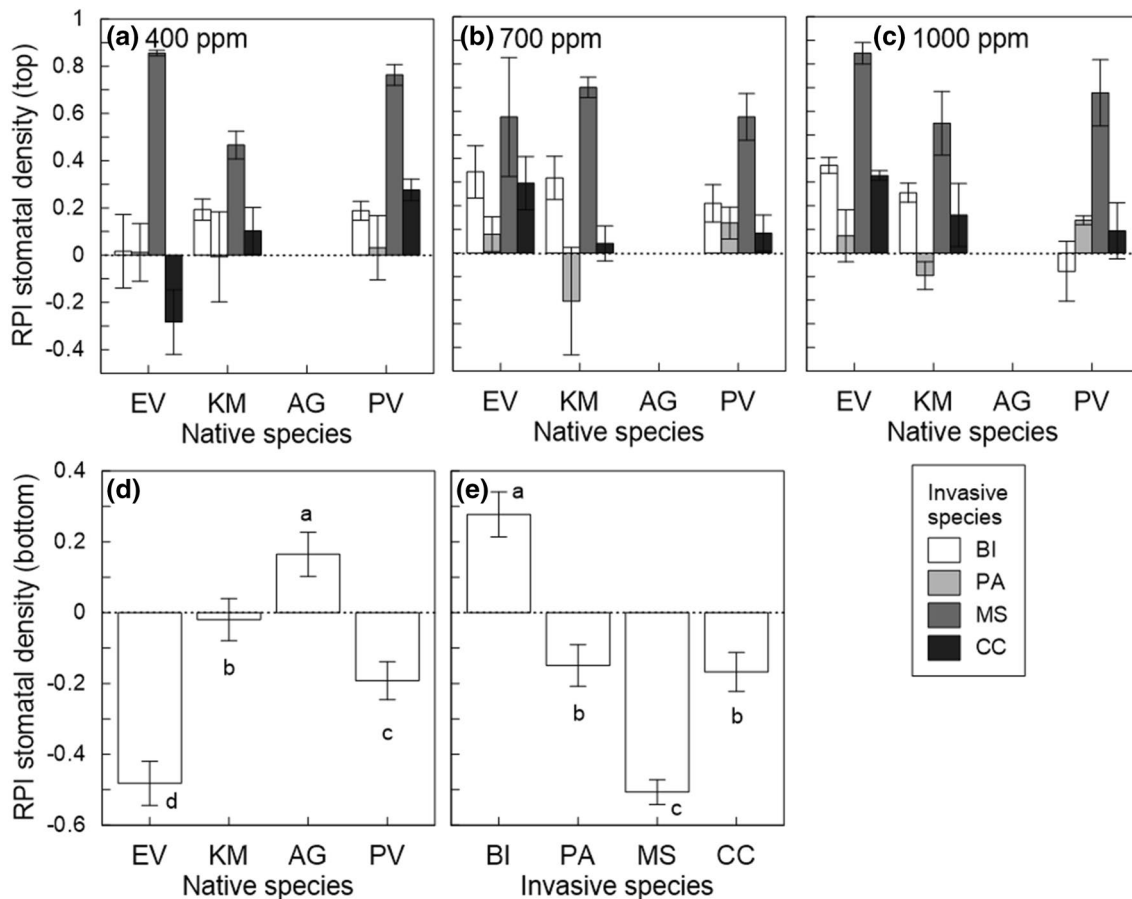 RPI stomatal density (top)
1
0.8
0.6
0.4
0.2
0
-0.2
-0.4
(a) 400 ppm
EV KM AG PV
Native species
(b) 700 ppm
EV KM AG PV
Native species
(c) 1000 ppm
EV KM AG PV
Native species
RPI stomatal density (bottom)
0.4
0.2
0
-0.2
-0.4
-0.6
(d)
a
b
c
d
EV KM AG PV
Native species
(e)
a
b
b
c
BI PA MS CC
Invasive species
Invasive
species
BI
PA
MS
CC